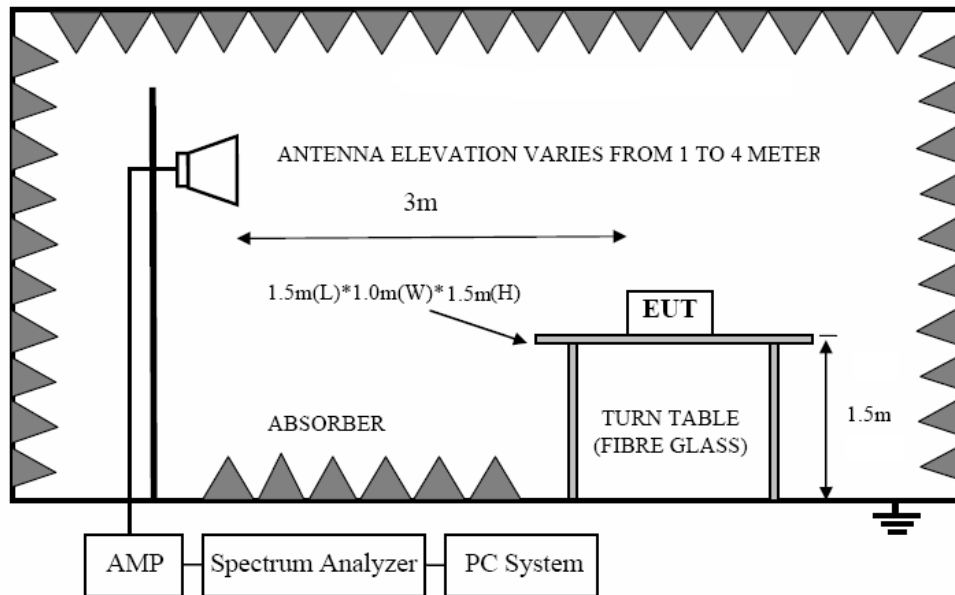 ANTENNA ELEVATION VARIES FROM 1 TO 4 METER
3m
1.5m(L)*1.0m(W)*1.5m(H)
EUT
ABSORBER
TURN TABLE
(FIBRE GLASS)
1.5m
AMP
Spectrum Analyzer
PC System